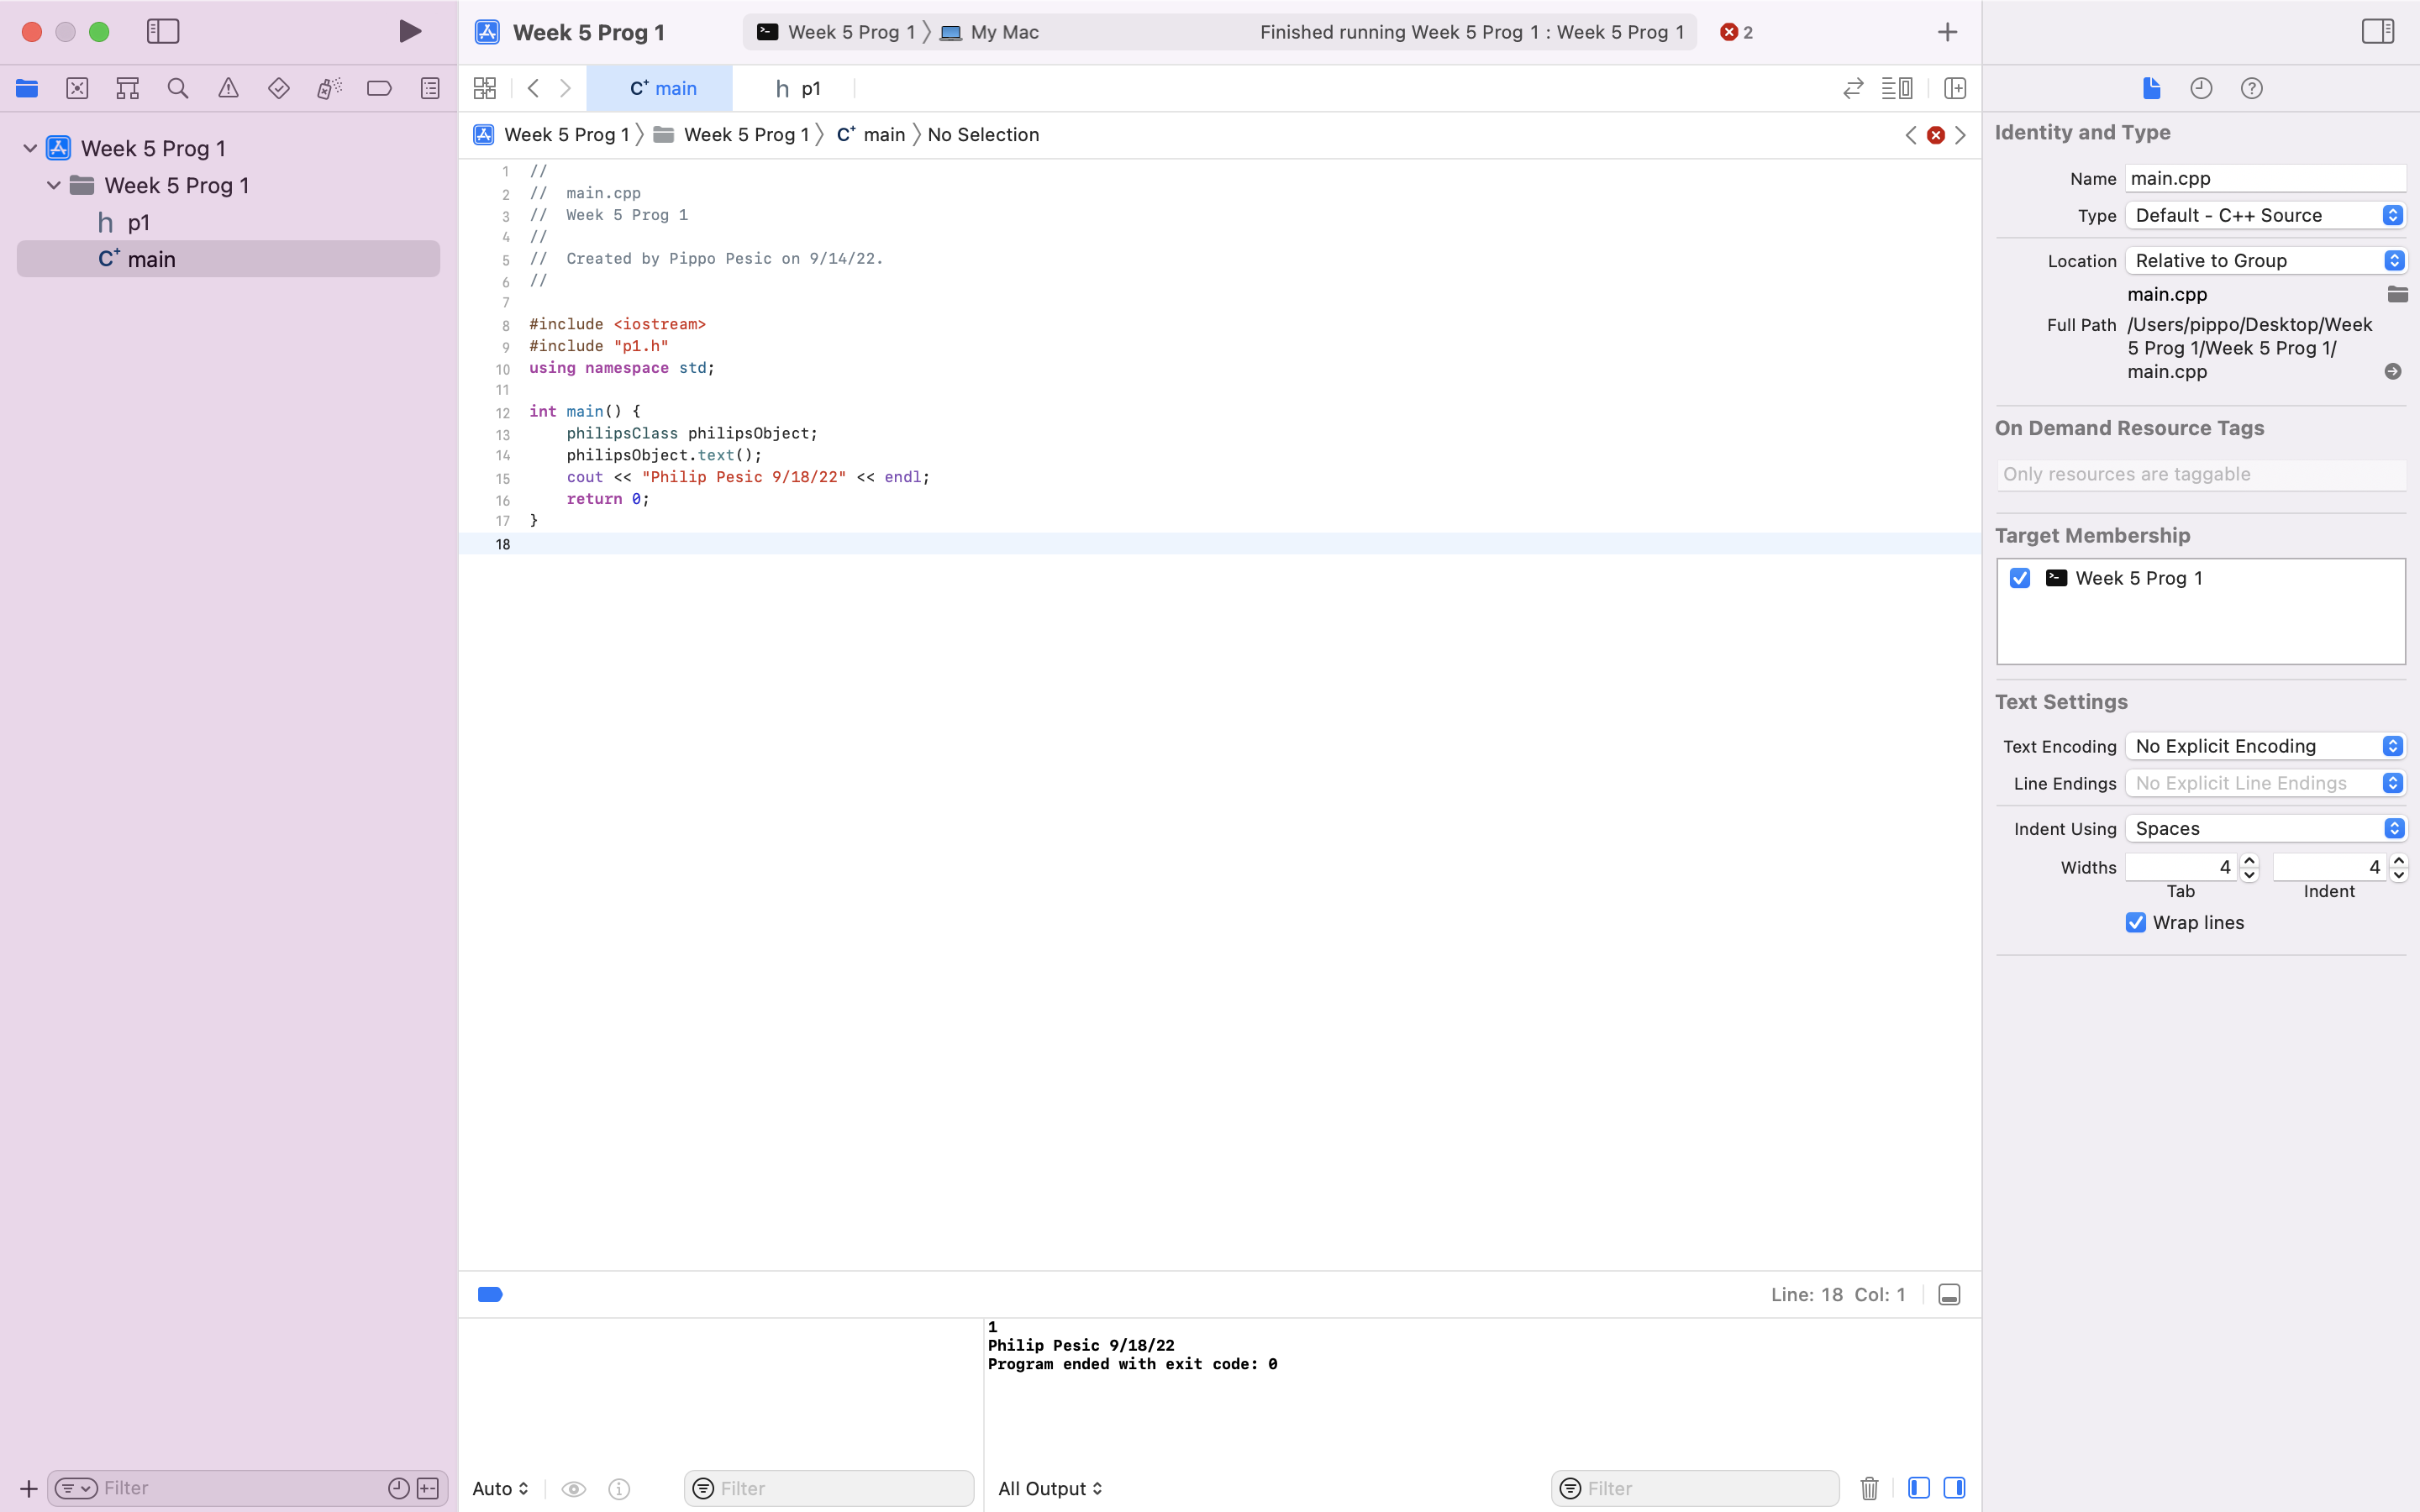 Week 5 Prog 1
Week 5 Prog 1 〉 My Mac
Finished running Week 5 Prog 1 : Week 5 Prog 1
2
C+ main
h p1
Week 5 Prog 1 〉 Week 5 Prog 1 〉 C+ main 〉 No Selection
Week 5 Prog 1
Week 5 Prog 1
h p1
C+ main
1 //
2 //  main.cpp
3 //  Week 5 Prog 1
4 //
5 //  Created by Pippo Pesic on 9/14/22.
6 //
7
8 #include <iostream>
9 #include "p1.h"
10 using namespace std;
11
12 int main() {
13     philipsClass philipsObject;
14     philipsObject.text();
15     cout << "Philip Pesic 9/18/22" << endl;
16     return 0;
17 }
18
Line: 18 Col: 1
1
Philip Pesic 9/18/22
Program ended with exit code: 0
Filter
Auto
Filter
All Output
Filter
Identity and Type
Name main.cpp
Type Default - C++ Source
Location Relative to Group
main.cpp
Full Path /Users/pippo/Desktop/Week
5 Prog 1/Week 5 Prog 1/
main.cpp
On Demand Resource Tags
Only resources are taggable
Target Membership
Week 5 Prog 1
Text Settings
Text Encoding No Explicit Encoding
Line Endings No Explicit Line Endings
Indent Using Spaces
Widths 4 4
Tab Indent
Wrap lines